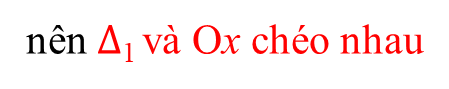 nên Δ₁ và Ox chéo nhau